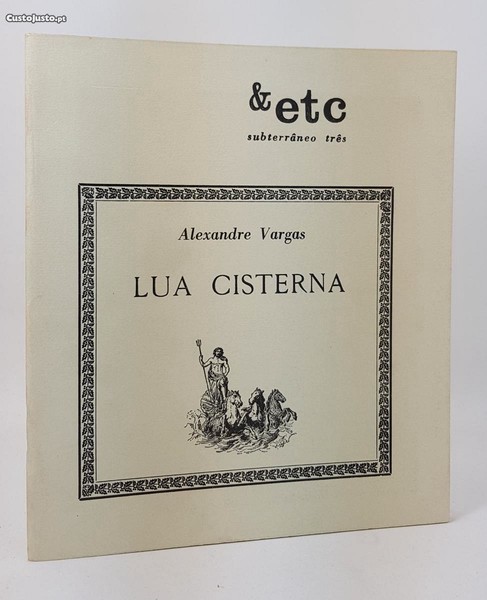 Custojusto.pt
& etc
subterrâneo três
Alexandre Vargas
LUA CISTERNA